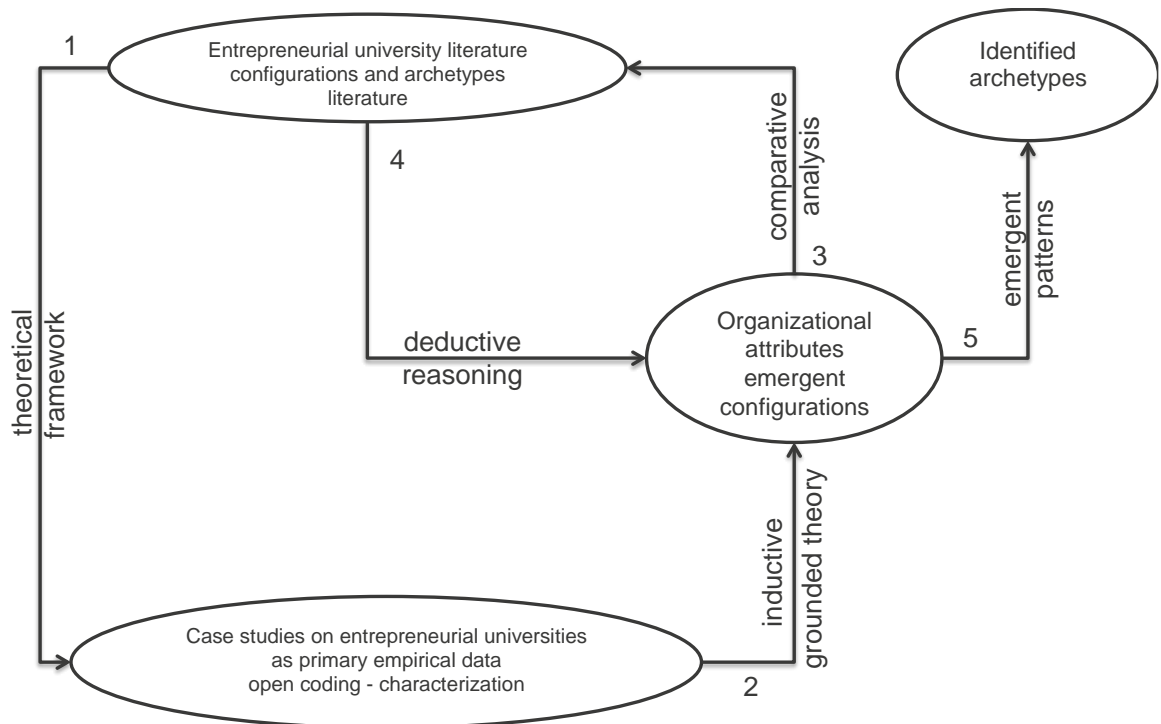 1
Entrepreneurial university literature
configurations and archetypes
literature
Identified
archetypes
4
comparative
analysis
3
emergent
patterns
theoretical
framework
deductive
reasoning
Organizational
attributes
emergent
configurations
5
inductive
grounded theory
Case studies on entrepreneurial universities
as primary empirical data
open coding - characterization
2